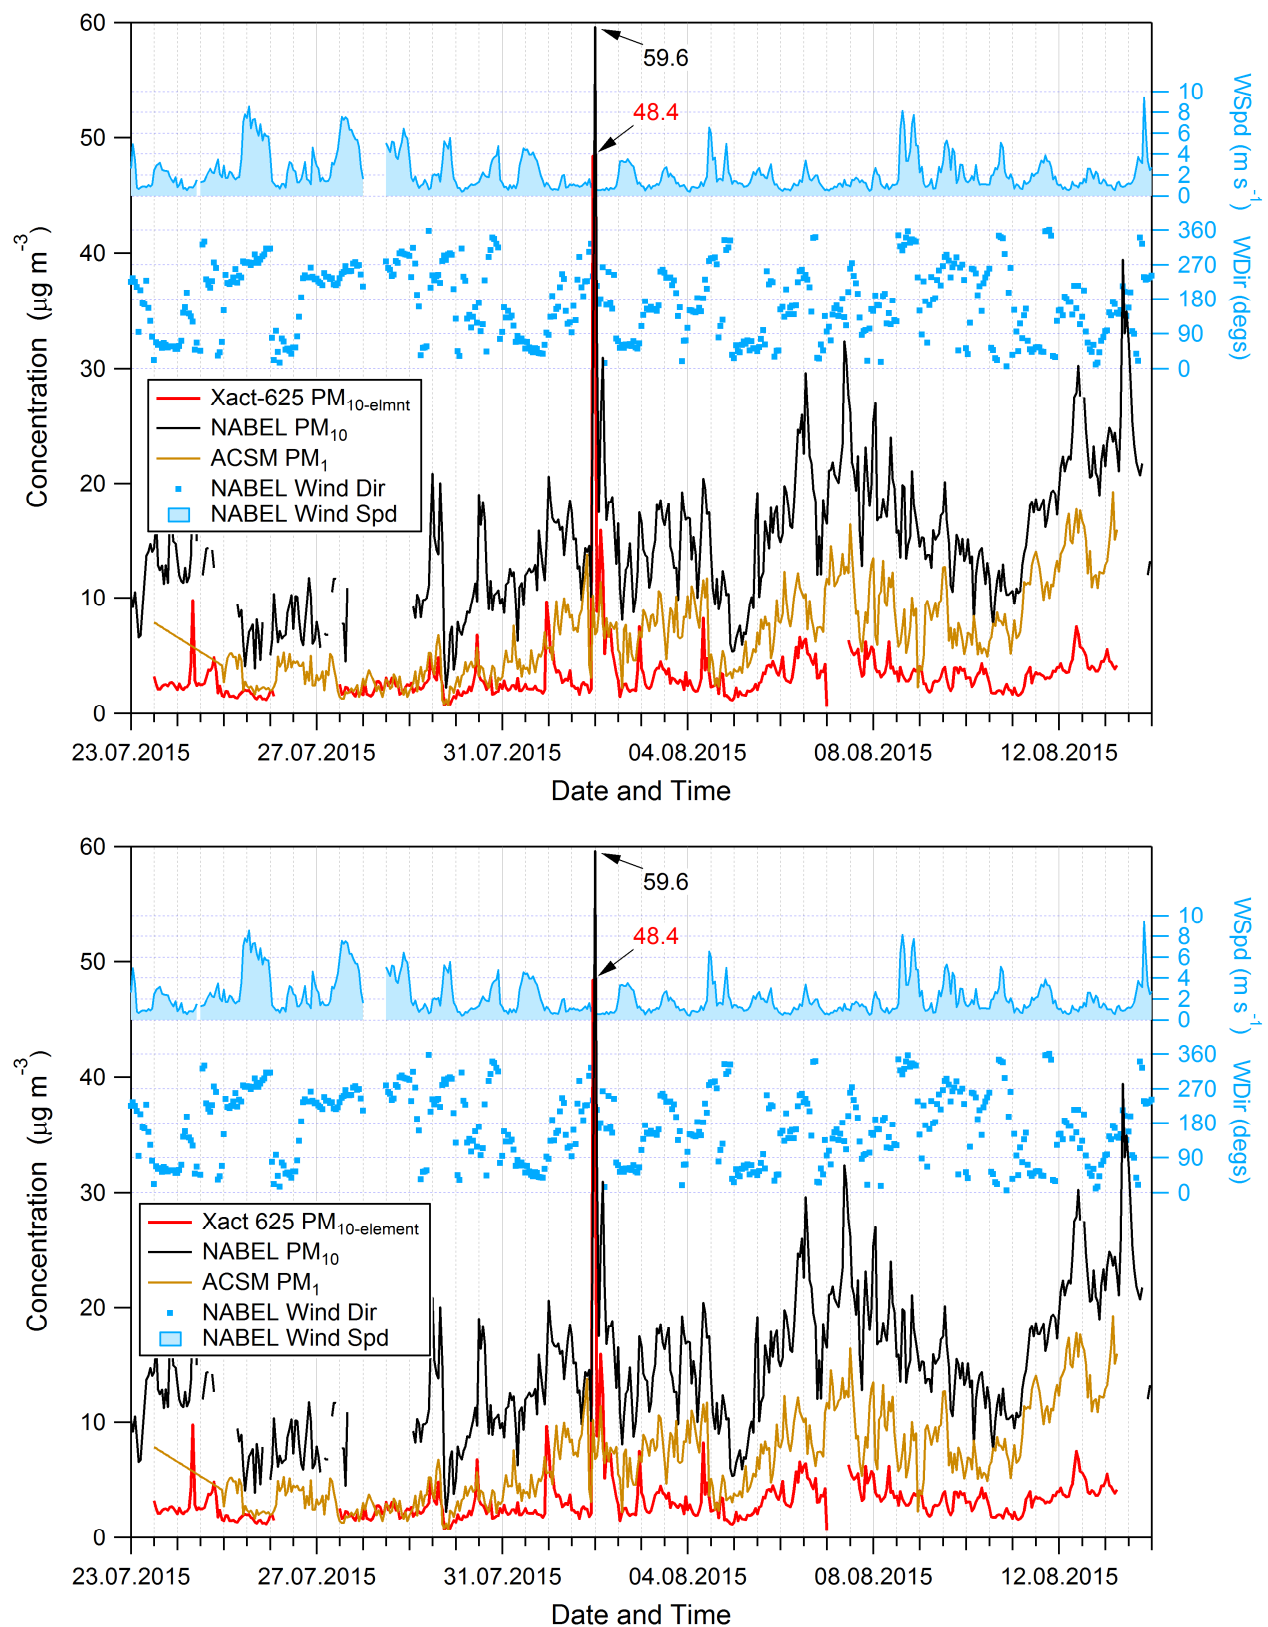 60
59.6
10
48.4
8
50
6
4
2
0
WSpd (m s⁻¹)
360
40
270
180
90
30
0
WDir (degs)
Concentration (µg m⁻³)
Xact-625 PM₁₀₋ₑₗₘₙₜ
NABEL PM₁₀
ACSM PM₁
NABEL Wind Dir
NABEL Wind Spd
20
10
0
23.07.2015 27.07.2015 31.07.2015 04.08.2015 08.08.2015 12.08.2015
Date and Time
60
59.6
10
48.4
8
50
6
4
2
0
WSpd (m s⁻¹)
360
40
270
180
90
30
0
WDir (degs)
Concentration (µg m⁻³)
Xact 625 PM₁₀₋ₑₗₑₘₑₙₜ
NABEL PM₁₀
ACSM PM₁
NABEL Wind Dir
NABEL Wind Spd
20
10
0
23.07.2015 27.07.2015 31.07.2015 04.08.2015 08.08.2015 12.08.2015
Date and Time